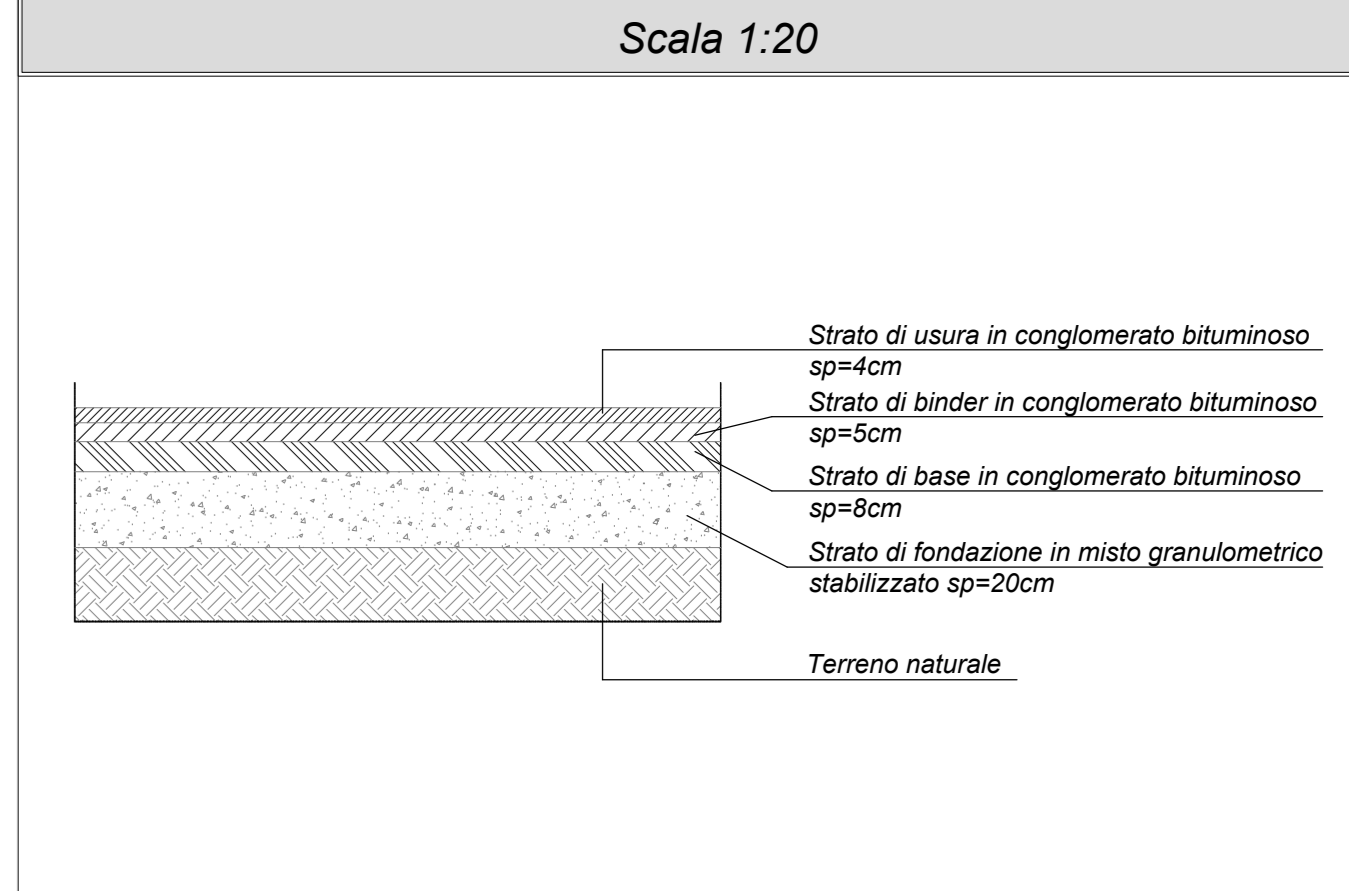 Scala 1:20
Strato di usura in conglomerato bituminoso
sp=4cm
Strato di binder in conglomerato bituminoso
sp=5cm
Strato di base in conglomerato bituminoso
sp=8cm
Strato di fondazione in misto granulometrico
stabilizzato sp=20cm
Terreno naturale